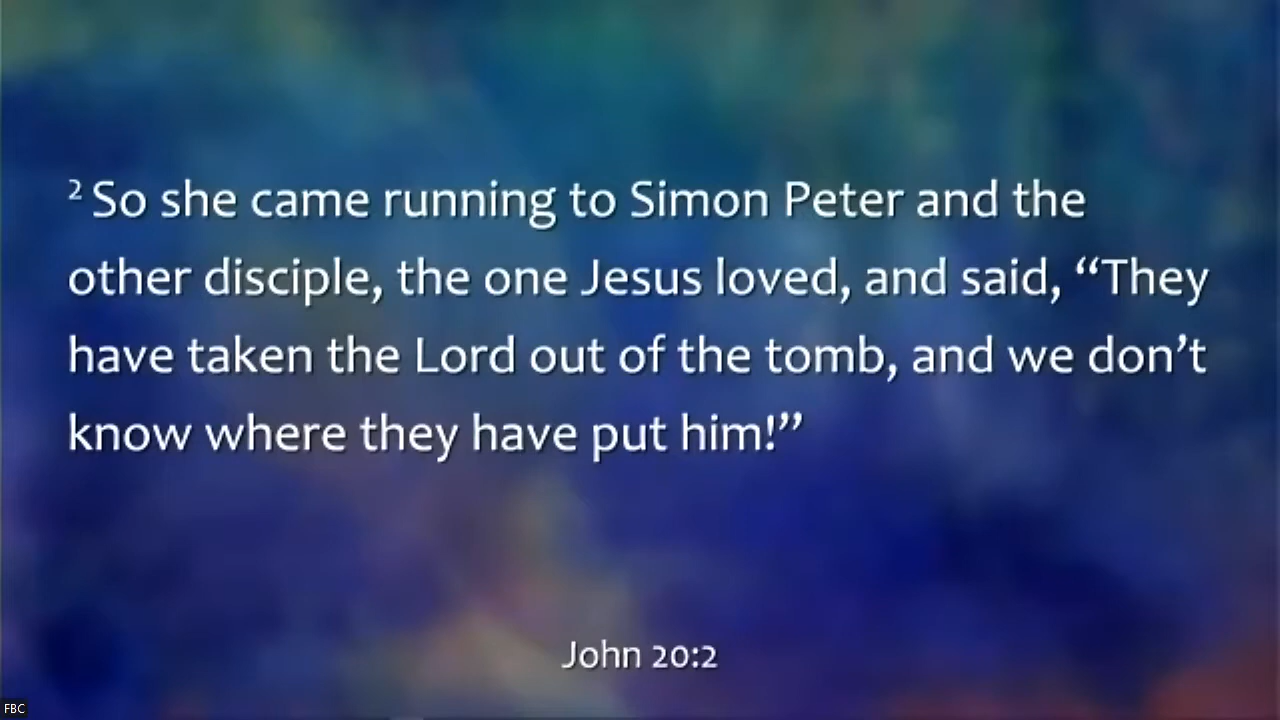 ² So she came running to Simon Peter and the
other disciple, the one Jesus loved, and said, “They
have taken the Lord out of the tomb, and we don’t
know where they have put him!”
John 20:2
FBC